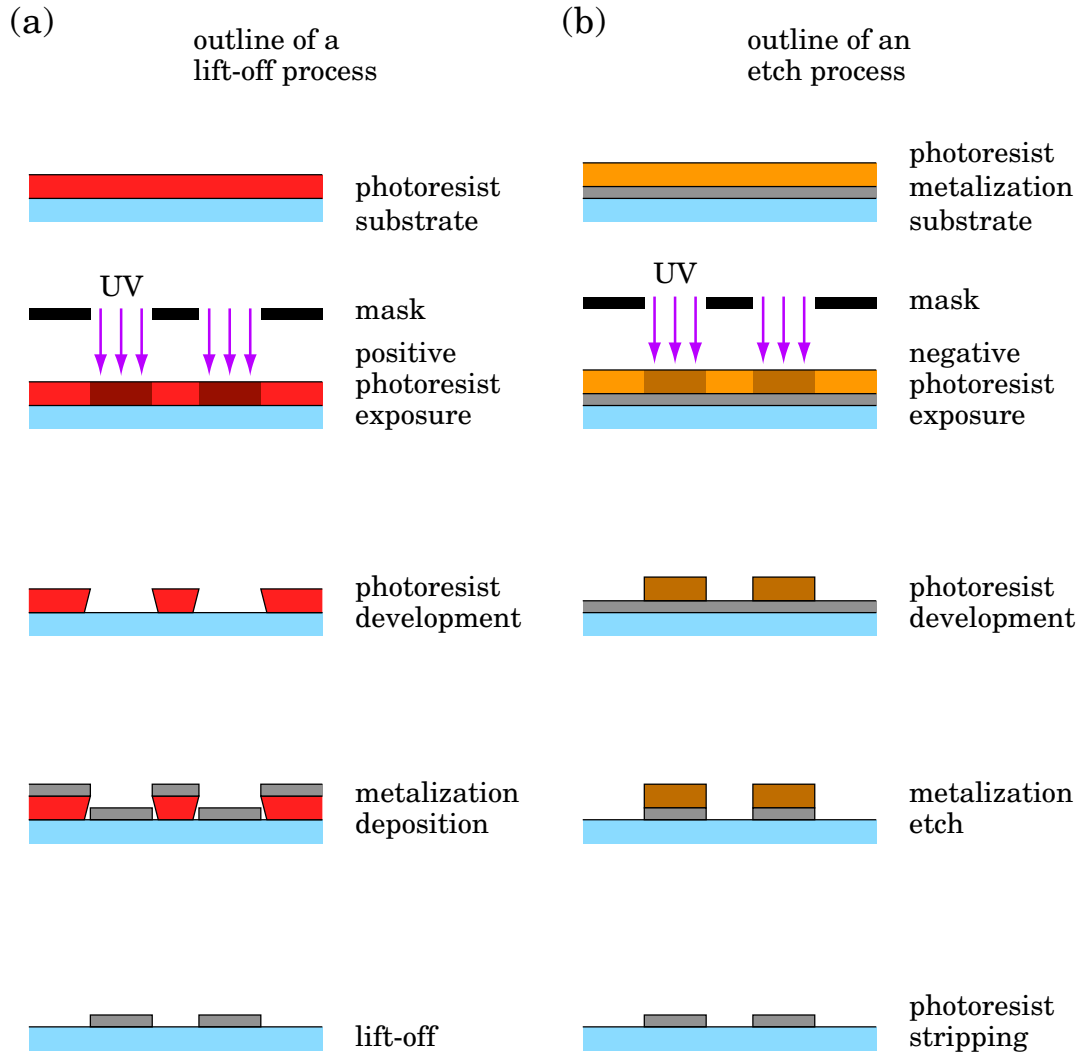 (a)
outline of a
lift-off process
photoresist
substrate
UV
mask
positive
photoresist
exposure
photoresist
development
metalization
deposition
lift-off
(b)
outline of an
etch process
photoresist
metalization
substrate
UV
mask
negative
photoresist
exposure
photoresist
development
metalization
etch
photoresist
stripping